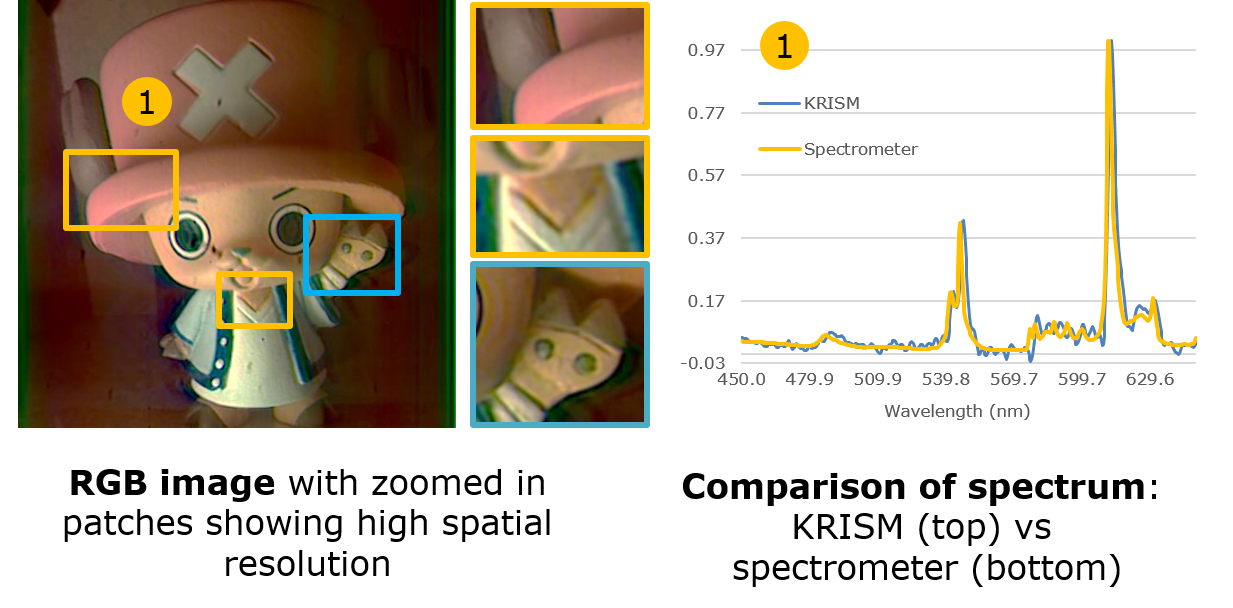 1
1
0.97
0.77
0.57
0.37
0.17
-0.03
KRISM
Spectrometer
450.0 479.9 509.9 539.8 569.7 599.7 629.6
Wavelength (nm)
RGB image with zoomed in
patches showing high spatial
resolution
Comparison of spectrum:
KRISM (top) vs
spectrometer (bottom)